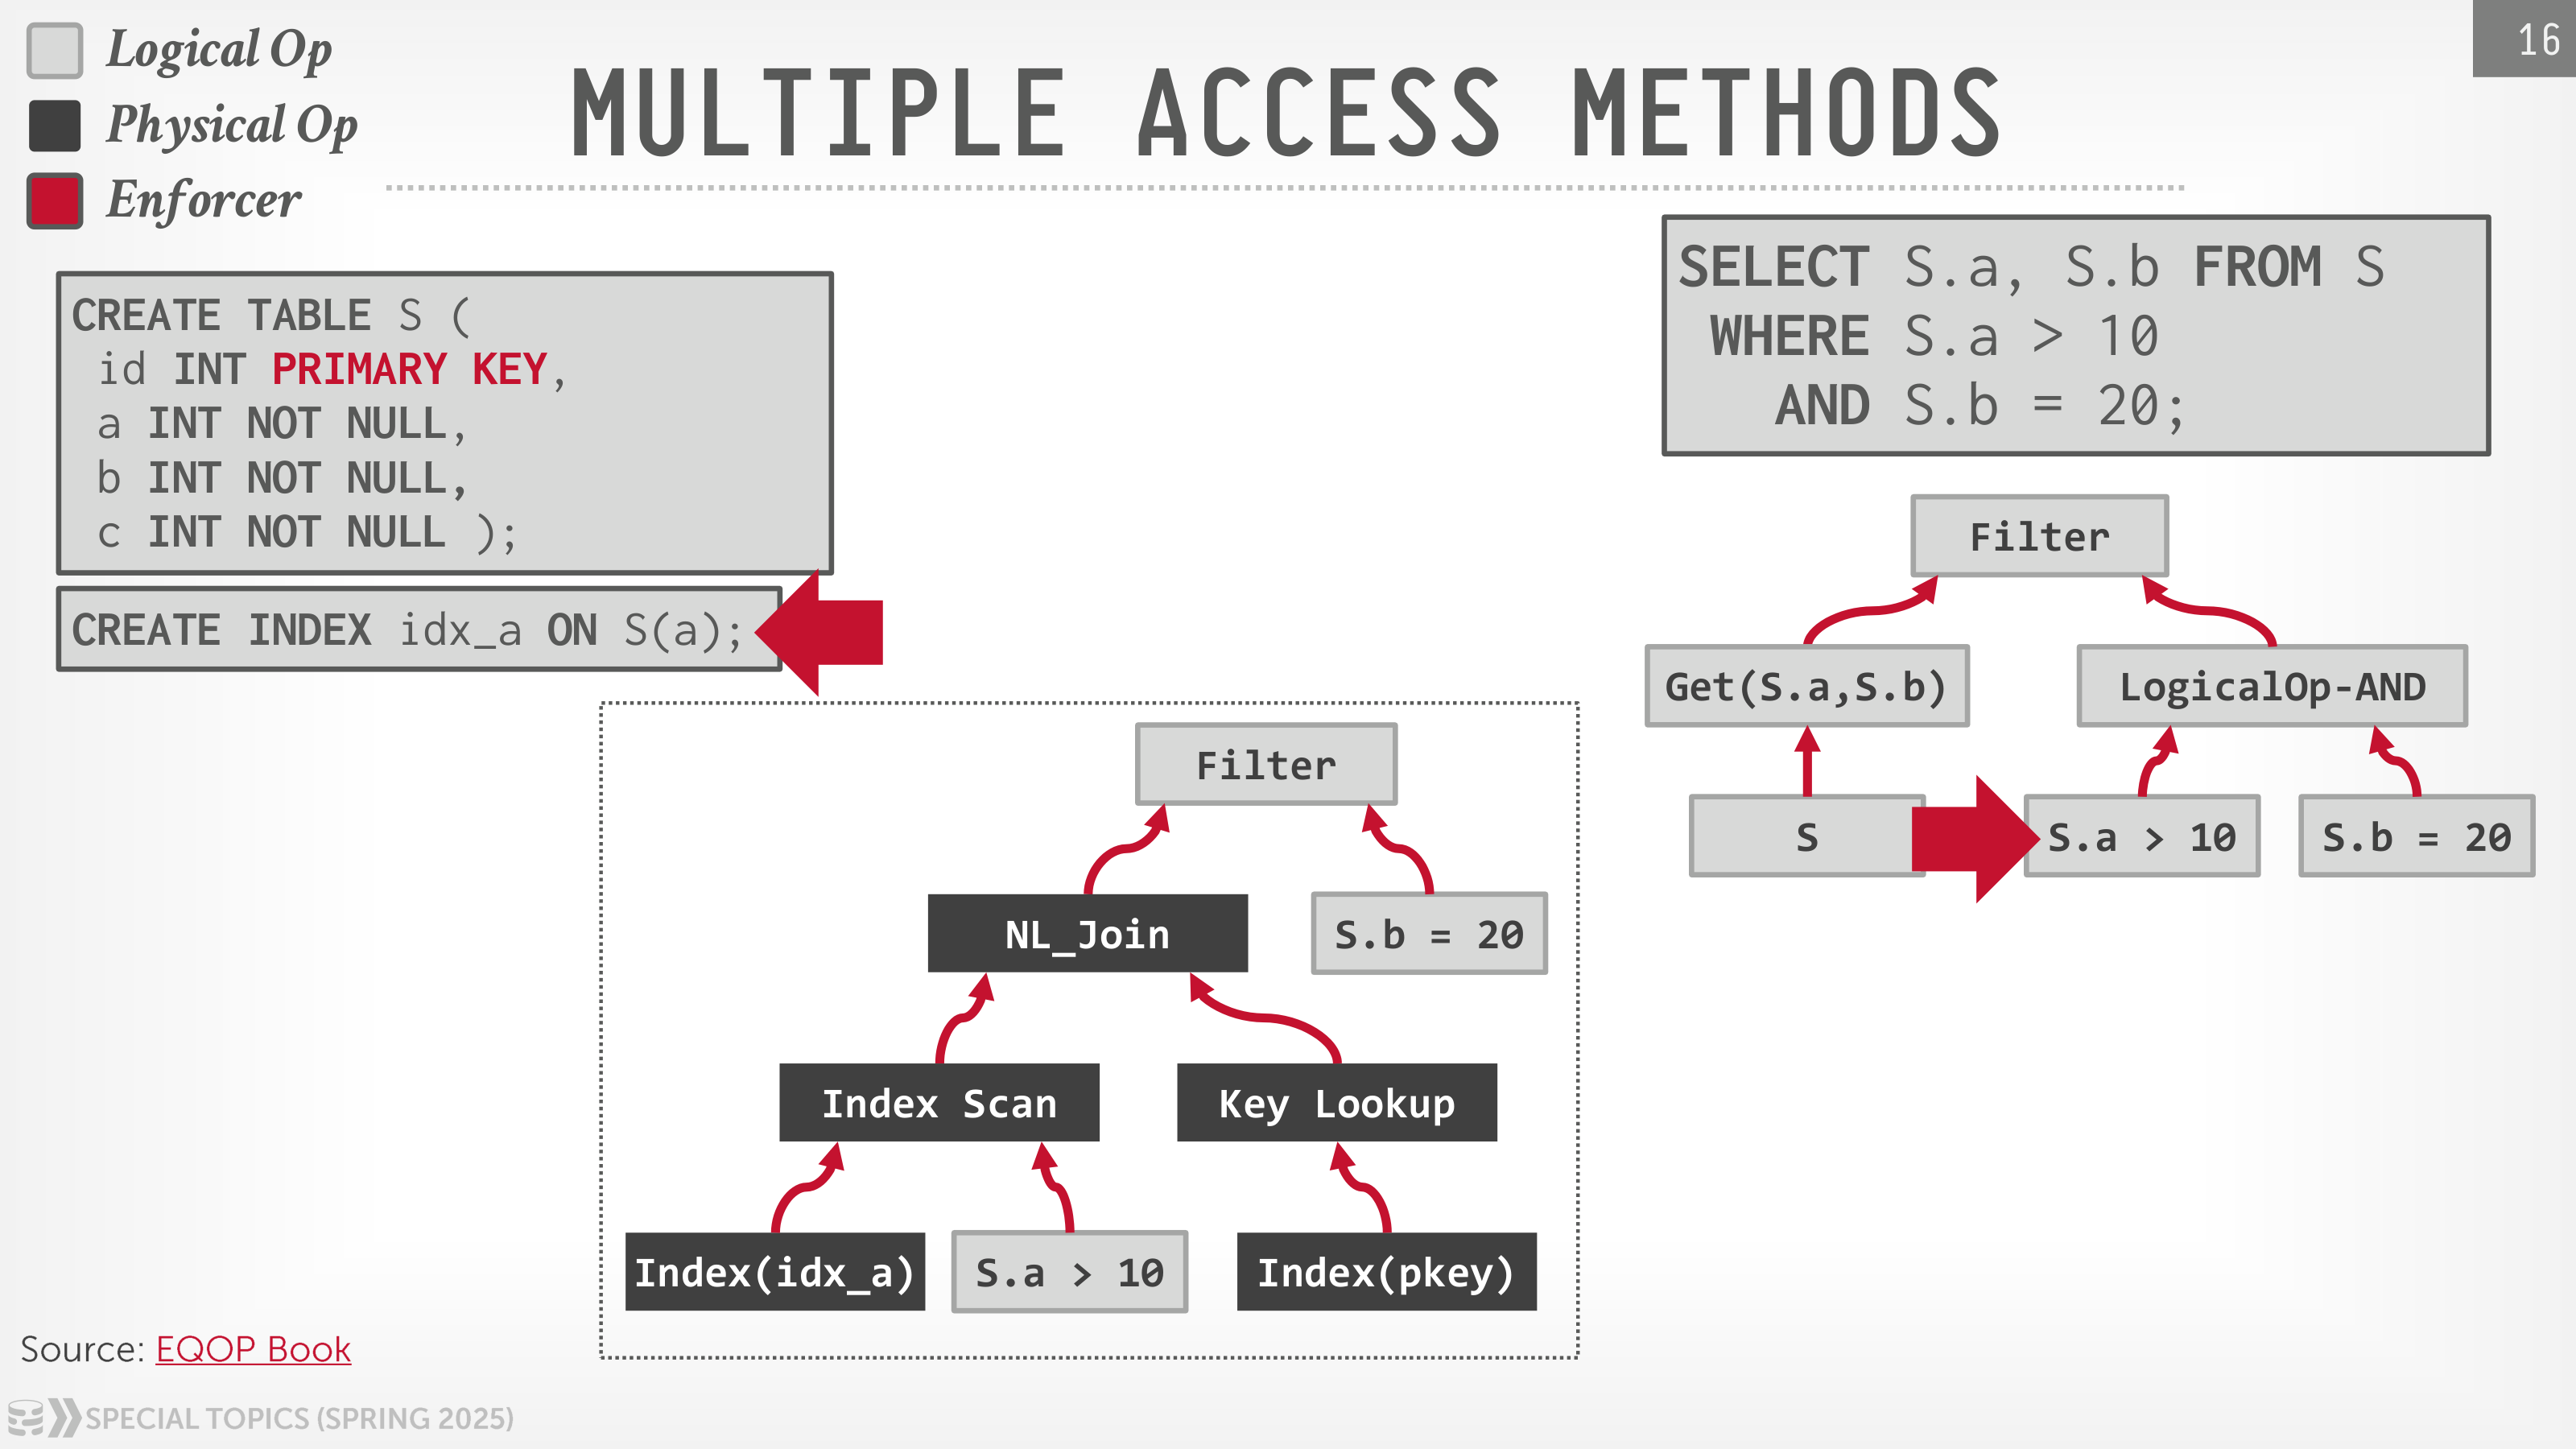 Logical Op
Physical Op
Enforcer
MULTIPLE ACCESS METHODS
16
CREATE TABLE S (
id INT PRIMARY KEY,
a INT NOT NULL,
b INT NOT NULL,
c INT NOT NULL );
CREATE INDEX idx_a ON S(a);
SELECT S.a, S.b FROM S
WHERE S.a > 10
AND S.b = 20;
Filter
Get(S.a,S.b)
LogicalOp-AND
S
S.a > 10
S.b = 20
Filter
NL_Join
S.b = 20
Index Scan
Key Lookup
Index(idx_a)
S.a > 10
Index(pkey)
Source: EQOP Book
SPECIAL TOPICS (SPRING 2025)